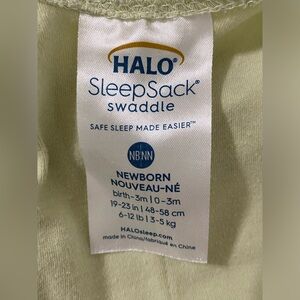 HALO®
SleepSack®
swaddle
SAFE SLEEP MADE EASIER™
NB:NN
NEWBORN
NOUVEAU-NÉ
birth-3m | 0-3m
19-23 in | 48-58 cm
6-12 lb | 3-5 kg
HALOsleep.com
made in China/fabriqué en Chine